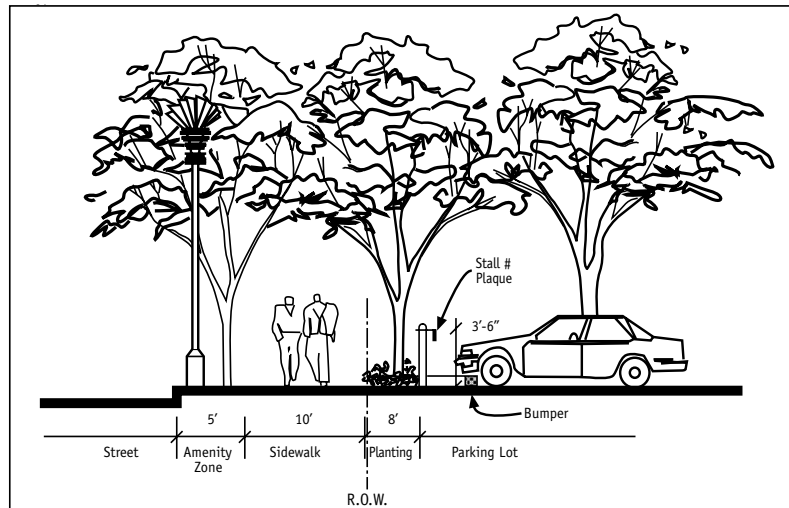 Stall #
Plaque
3'-6"
Bumper
5'
10'
8'
Street
Amenity
Zone
Sidewalk
Planting
Parking Lot
R.O.W.